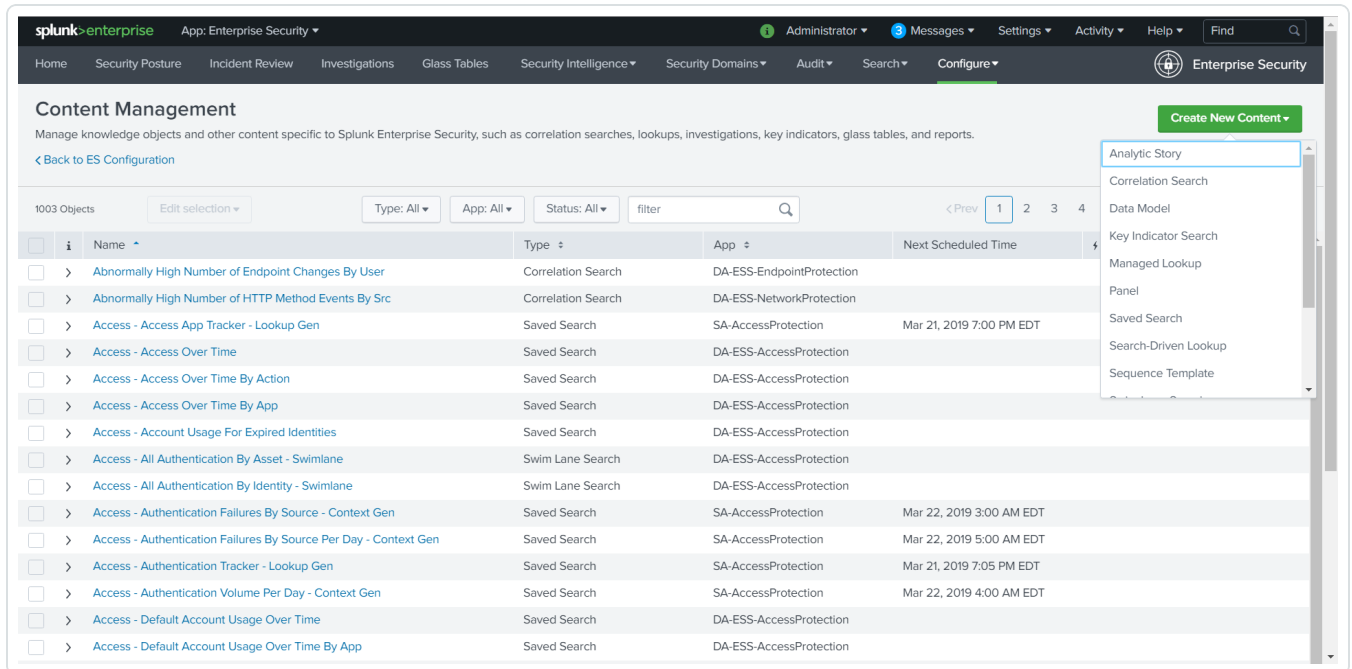 splunk>enterprise App: Enterprise Security i Administrator 3 Messages Settings Activity Help Find
Home Security Posture Incident Review Investigations Glass Tables Security Intelligence Security Domains Audit Search Configure Enterprise Security
Content Management
Create New Content
Manage knowledge objects and other content specific to Splunk Enterprise Security, such as correlation searches, lookups, investigations, key indicators, glass tables, and reports.
< Back to ES Configuration
Analytic Story
Correlation Search
Data Model
Key Indicator Search
Managed Lookup
Panel
Saved Search
Search-Driven Lookup
Sequence Template
1003 Objects Edit selection Type: All App: All Status: All filter < Prev 1 2 3 4
i Name Type App Next Scheduled Time
> Abnormally High Number of Endpoint Changes By User Correlation Search DA-ESS-EndpointProtection
> Abnormally High Number of HTTP Method Events By Src Correlation Search DA-ESS-NetworkProtection
> Access - Access App Tracker - Lookup Gen Saved Search SA-AccessProtection Mar 21, 2019 7:00 PM EDT
> Access - Access Over Time Saved Search DA-ESS-AccessProtection
> Access - Access Over Time By Action Saved Search DA-ESS-AccessProtection
> Access - Access Over Time By App Saved Search DA-ESS-AccessProtection
> Access - Account Usage For Expired Identities Saved Search DA-ESS-AccessProtection
> Access - All Authentication By Asset - Swimlane Swim Lane Search DA-ESS-AccessProtection
> Access - All Authentication By Identity - Swimlane Swim Lane Search DA-ESS-AccessProtection
> Access - Authentication Failures By Source - Context Gen Saved Search SA-AccessProtection Mar 22, 2019 3:00 AM EDT
> Access - Authentication Failures By Source Per Day - Context Gen Saved Search SA-AccessProtection Mar 22, 2019 5:00 AM EDT
> Access - Authentication Tracker - Lookup Gen Saved Search SA-AccessProtection Mar 21, 2019 7:05 PM EDT
> Access - Authentication Volume Per Day - Context Gen Saved Search SA-AccessProtection Mar 22, 2019 4:00 AM EDT
> Access - Default Account Usage Over Time Saved Search DA-ESS-AccessProtection
> Access - Default Account Usage Over Time By App Saved Search DA-ESS-AccessProtection